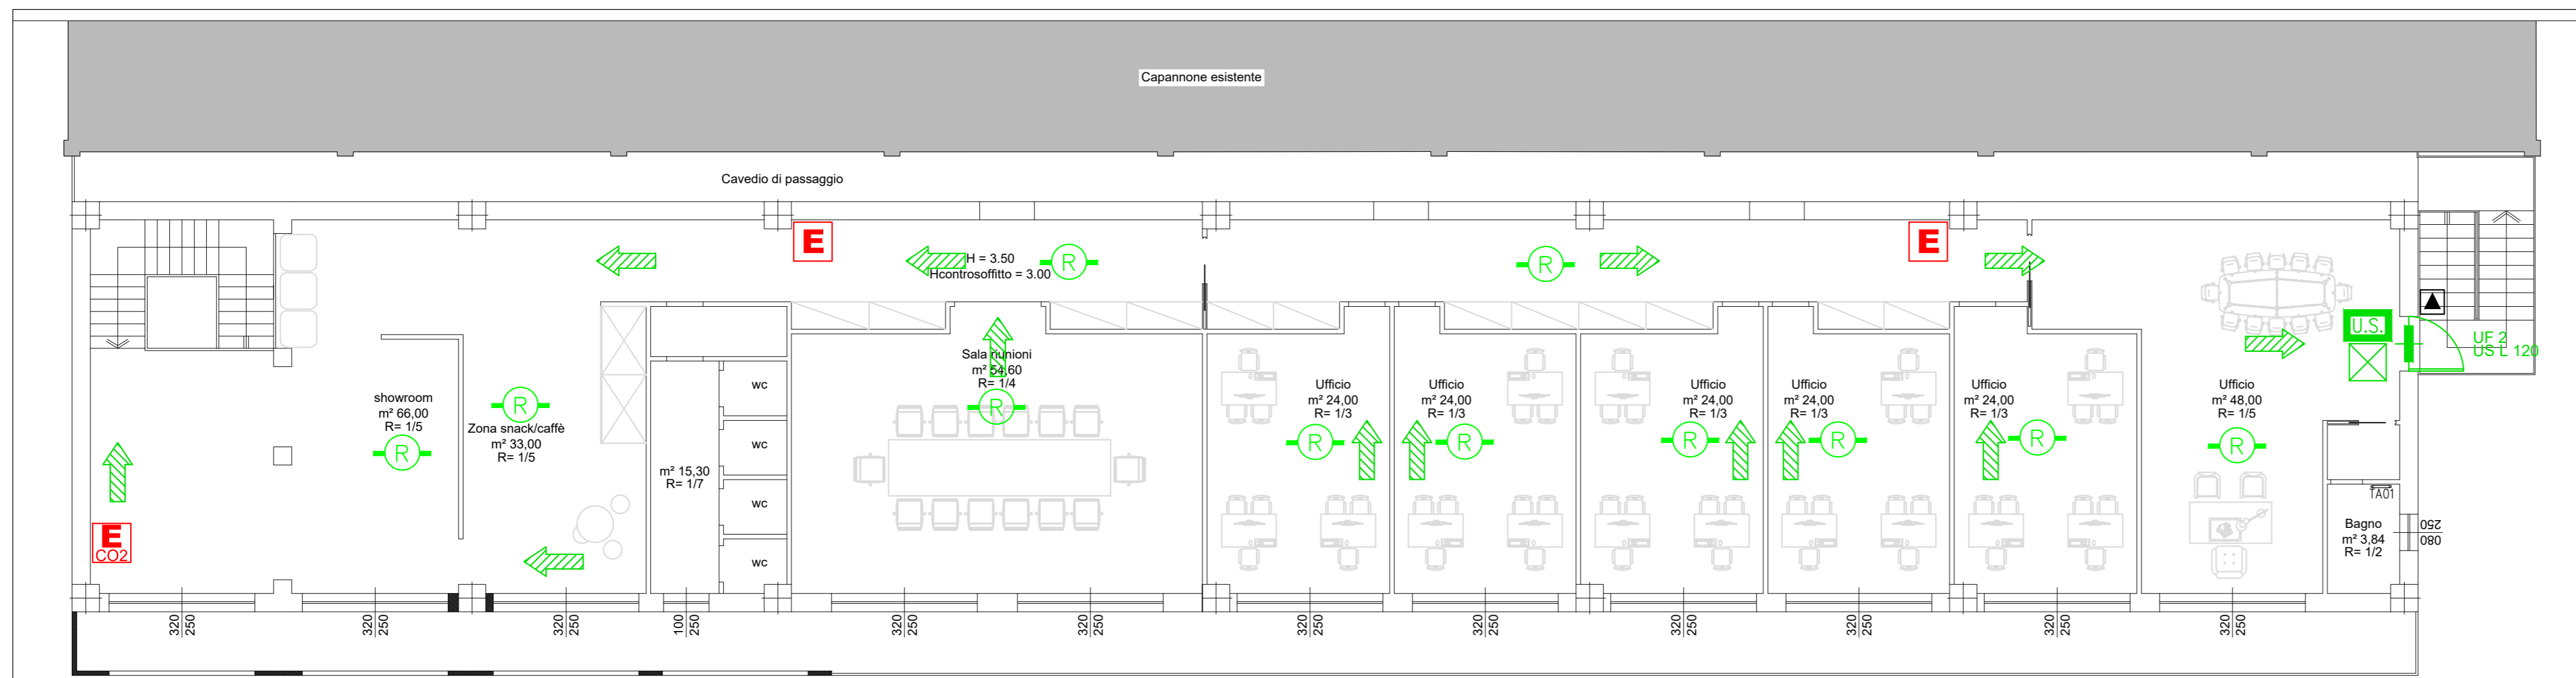 Capannone esistente
Cavedio di passaggio
E
E
H = 3.50
Hcontrosoffitto = 3.00
R
R
U.S.
UF 2
US L 120
Sala riunioni
m² 54,60
R= 1/4
R
showroom
m² 66,00
R= 1/5
R
R
Zona snack/caffè
m² 33,00
R= 1/5
m² 15,30
R= 1/7
wc
wc
wc
wc
Ufficio
m² 24,00
R= 1/3
R
Ufficio
m² 24,00
R= 1/3
R
Ufficio
m² 24,00
R= 1/3
R
Ufficio
m² 24,00
R= 1/3
R
Ufficio
m² 24,00
R= 1/3
R
Ufficio
m² 48,00
R= 1/5
R
TA01
Bagno
m² 3,84
R= 1/2
080
250
E
CO2
320
250
320
250
320
250
100
250
320
250
320
250
320
250
320
250
320
250
320
250
320
250
320
250